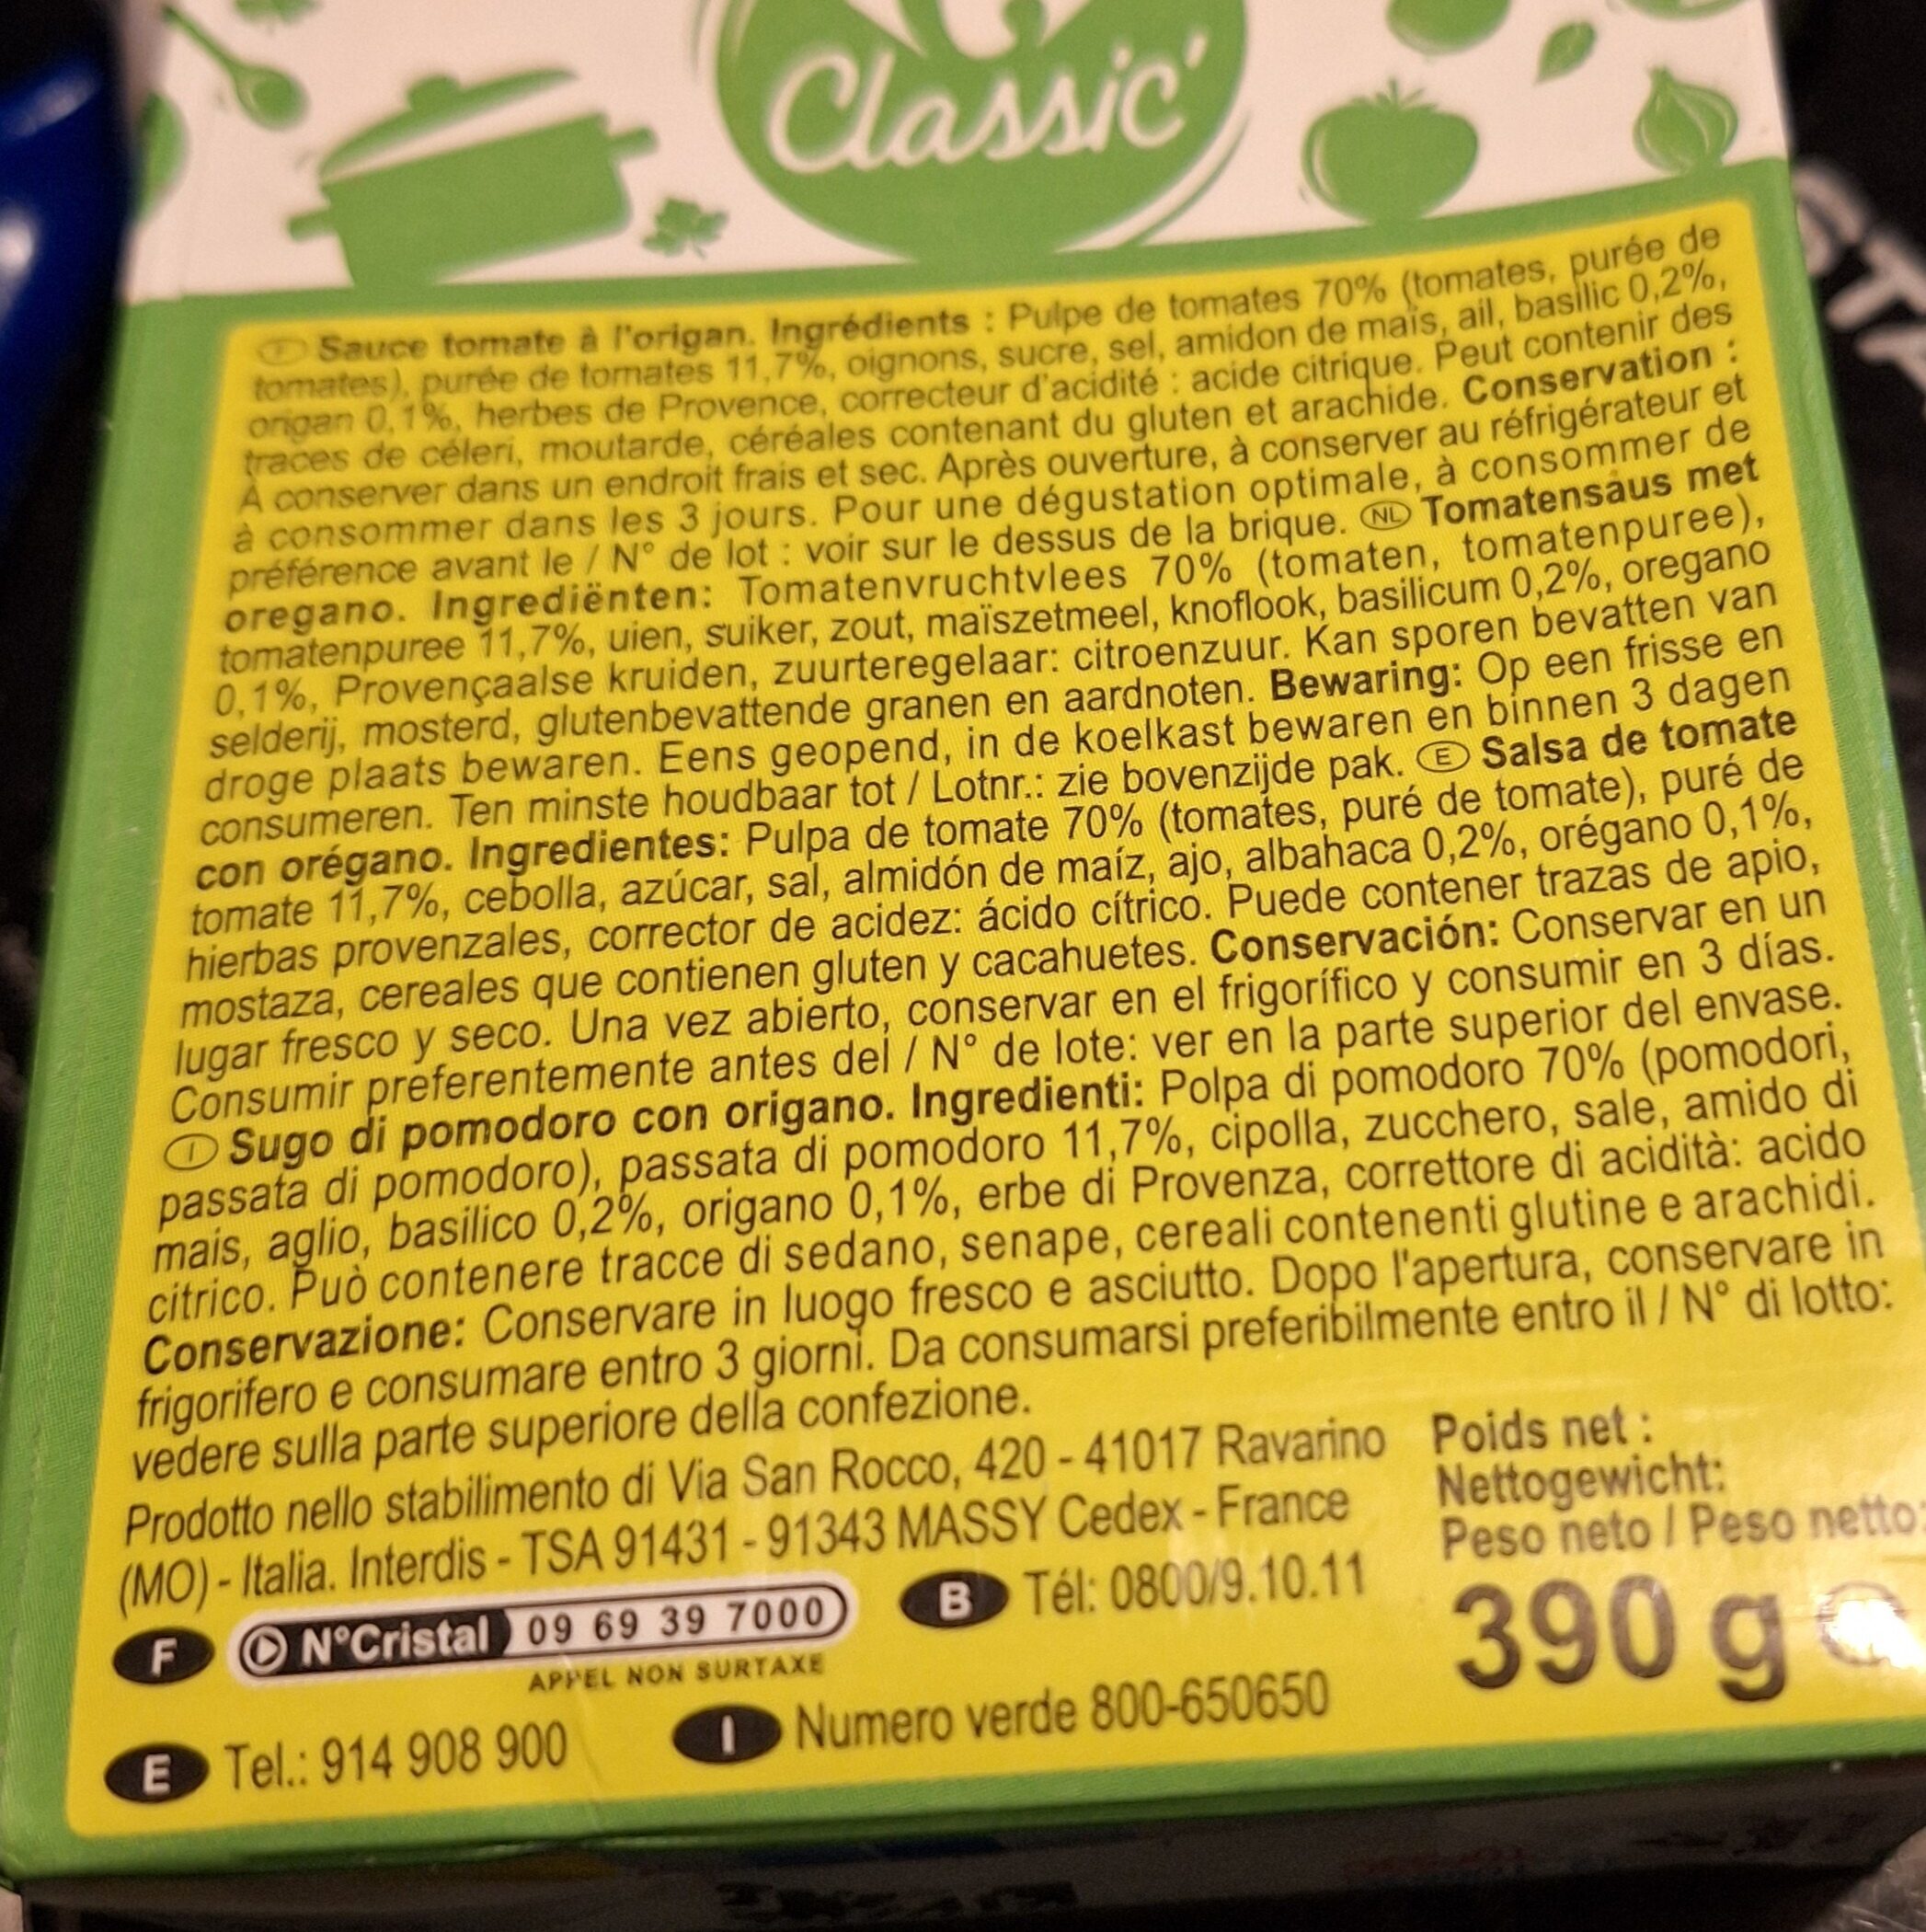 Classic'
F Sauce tomate à l'origan. Ingrédients : Pulpe de tomates 70% (tomates, purée de
tomates), purée de tomates 11,7%, oignons, sucre, sel, amidon de maïs, ail, basilic 0,2%,
origan 0,1%, herbes de Provence, correcteur d'acidité : acide citrique. Peut contenir des
traces de céleri, moutarde, céréales contenant du gluten et arachide. Conservation :
À conserver dans un endroit frais et sec. Après ouverture, à conserver au réfrigérateur et
à consommer dans les 3 jours. Pour une dégustation optimale, à consommer de
préférence avant le / N° de lot : voir sur le dessus de la brique. NL Tomatensaus met
oregano. Ingrediënten: Tomatenvruchtvlees 70% (tomaten, tomatenpuree),
tomatenpuree 11,7%, uien, suiker, zout, maïszetmeel, knoflook, basilicum 0,2%, oregano
0,1%, Provençaalse kruiden, zuurteregelaar: citroenzuur. Kan sporen bevatten van
selderij, mosterd, glutenbevattende granen en aardnoten. Bewaring: Op een frisse en
droge plaats bewaren. Eens geopend, in de koelkast bewaren en binnen 3 dagen
consumeren. Ten minste houdbaar tot / Lotnr.: zie bovenzijde pak. E Salsa de tomate
con orégano. Ingredientes: Pulpa de tomate 70% (tomates, puré de tomate), puré de
tomate 11,7%, cebolla, azúcar, sal, almidón de maíz, ajo, albahaca 0,2%, orégano 0,1%,
hierbas provenzales, corrector de acidez: ácido cítrico. Puede contener trazas de apio,
mostaza, cereales que contienen gluten y cacahuetes. Conservación: Conservar en un
lugar fresco y seco. Una vez abierto, conservar en el frigorífico y consumir en 3 días.
Consumir preferentemente antes del / N° de lote: ver en la parte superior del envase.
I Sugo di pomodoro con origano. Ingredienti: Polpa di pomodoro 70% (pomodori,
passata di pomodoro), passata di pomodoro 11,7%, cipolla, zucchero, sale, amido di
mais, aglio, basilico 0,2%, origano 0,1%, erbe di Provenza, correttore di acidità: acido
citrico. Può contenere tracce di sedano, senape, cereali contenenti glutine e arachidi.
Conservazione: Conservare in luogo fresco e asciutto. Dopo l'apertura, conservare in
frigorifero e consumare entro 3 giorni. Da consumarsi preferibilmente entro il / N° di lotto:
vedere sulla parte superiore della confezione.
Prodotto nello stabilimento di Via San Rocco, 420 - 41017 Ravarino
(MO) - Italia. Interdis - TSA 91431 - 91343 MASSY Cedex - France
F N°Cristal 09 69 39 7000
APPEL NON SURTAXE
B Tél: 0800/9.10.11
E Tel.: 914 908 900
I Numero verde 800-650650
Poids net :
Nettogewicht:
Peso neto / Peso netto:
390 g